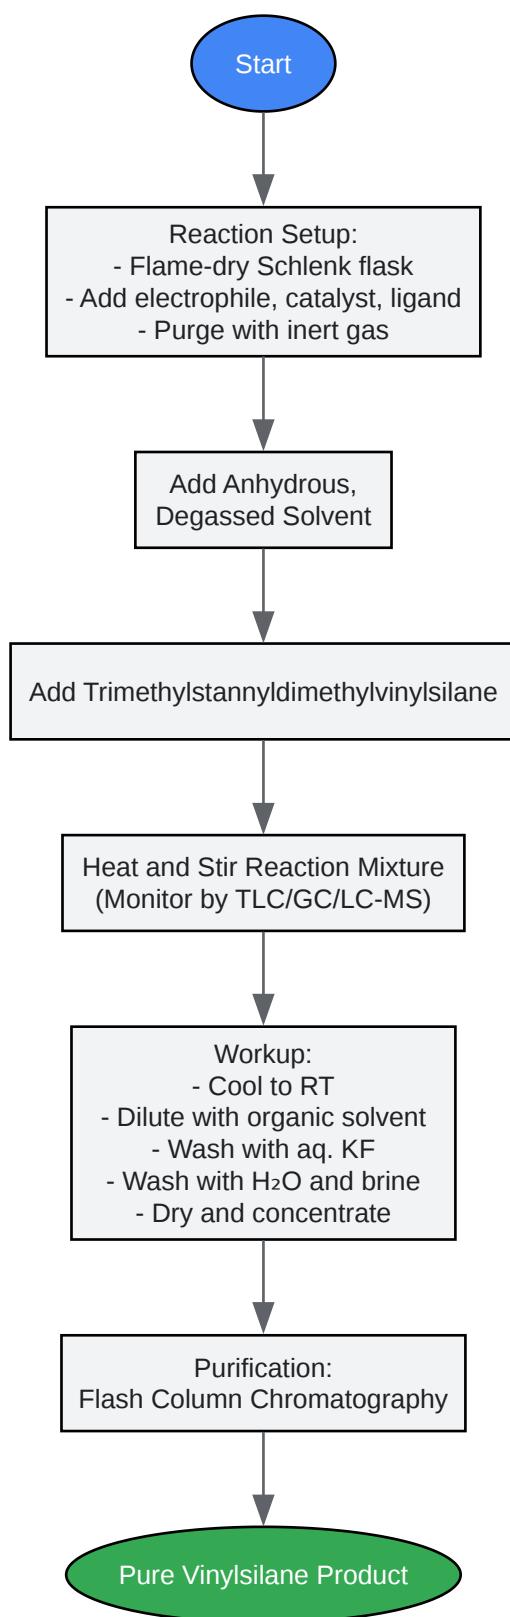 Start
Reaction Setup:
- Flame-dry Schlenk flask
- Add electrophile, catalyst, ligand
- Purge with inert gas
Add Anhydrous,
Degassed Solvent
Add Trimethylstannyldimethylvinylsilane
Heat and Stir Reaction Mixture
(Monitor by TLC/GC/LC-MS)
Workup:
- Cool to RT
- Dilute with organic solvent
- Wash with aq. KF
- Wash with H₂O and brine
- Dry and concentrate
Purification:
Flash Column Chromatography
Pure Vinylsilane Product